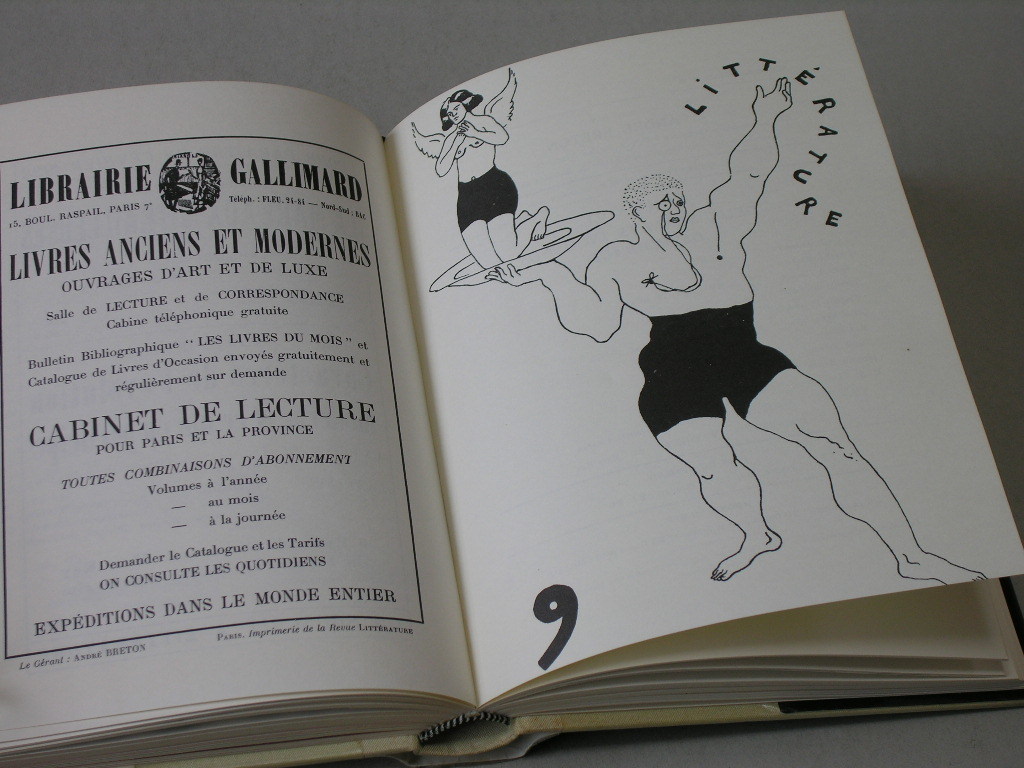 LIBRAIRIE GALLIMARD
15, BOUL. RASPAIL, PARIS 7e Téleph. : FLEU. 24-84 — Nord-Sud : BAC
LIVRES ANCIENS ET MODERNES
OUVRAGES D'ART ET DE LUXE
Salle de LECTURE et de CORRESPONDANCE
Cabine téléphonique gratuite
Bulletin Bibliographique “ LES LIVRES DU MOIS ” et
Catalogue de Livres d'Occasion envoyés gratuitement et
régulièrement sur demande
CABINET DE LECTURE
POUR PARIS ET LA PROVINCE
TOUTES COMBINAISONS D'ABONNEMENT
Volumes à l'année
— au mois
— à la journée
Demander le Catalogue et les Tarifs
ON CONSULTE LES QUOTIDIENS
EXPÉDITIONS DANS LE MONDE ENTIER
Le Gérant : ANDRÉ BRETON PARIS. Imprimerie de la Revue LITTÉRATURE
LiTTÉRATURE
9